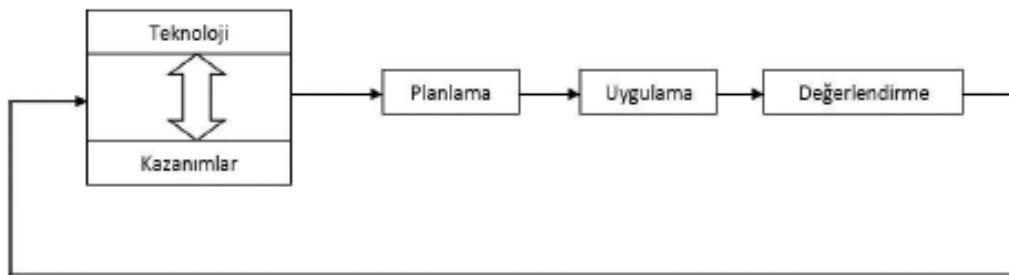 Teknoloji
Kazanımlar
Planlama
Uygulama
Değerlendirme